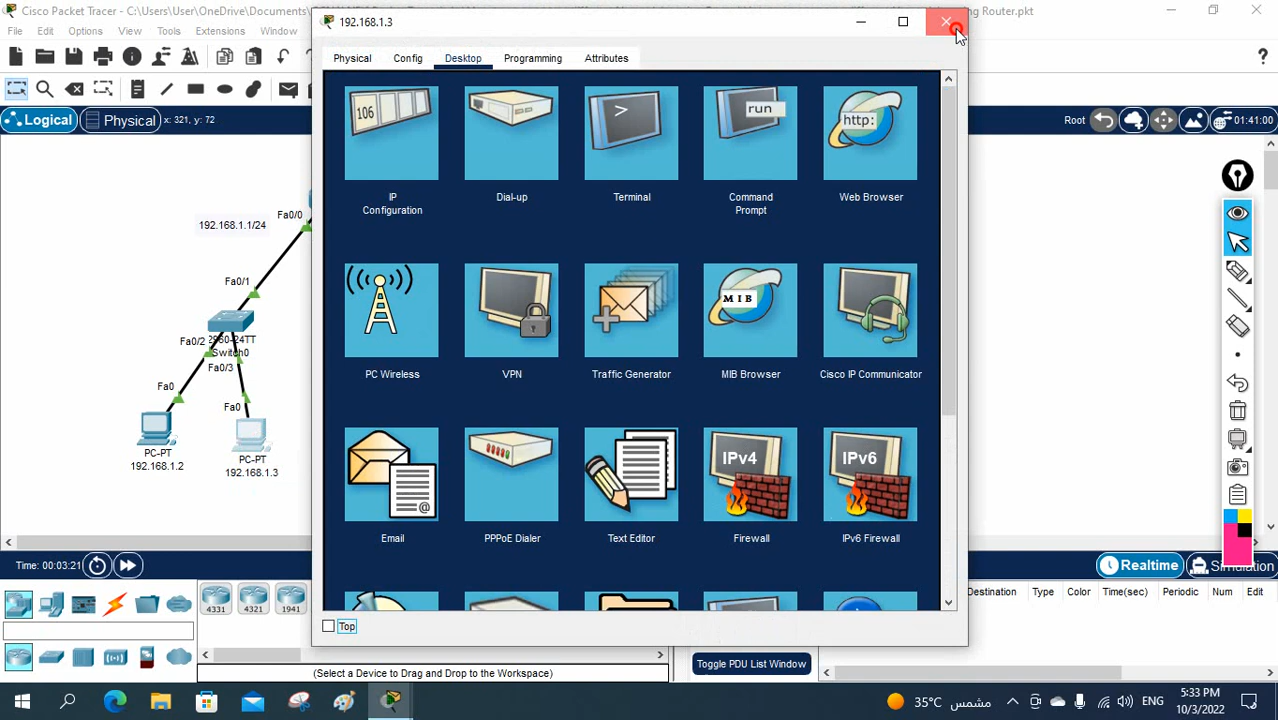 Cisco Packet Tracer - C:\Users\User\OneDrive\Documents\
Router.pkt
192.168.1.3
File Edit Options View Tools Extensions Window
Help
Physical Config Desktop Programming Attributes
Logical Physical x: 321, y: 72
Root 01:41:00
106
>
run
http:
IP
Configuration
Dial-up
Terminal
Command
Prompt
Web Browser
MIB
PC Wireless
VPN
Traffic Generator
MIB Browser
Cisco IP Communicator
@
IPv4
IPv6
Email
PPPoE Dialer
Text Editor
Firewall
IPv6 Firewall
Top
192.168.1.1/24
Fa0/0
Fa0/1
2960-24TT
Switch0
Fa0/2
Fa0/3
Fa0
Fa0
PC-PT
192.168.1.2
PC-PT
192.168.1.3
Time: 00:03:21
Realtime
Simulation
4331 4321 1941
Destination Type Color Time(sec) Periodic Num Edit
(Select a Device to Drag and Drop to the Workspace)
Toggle PDU List Window
35°C مشمس
ENG
5:33 PM
10/3/2022